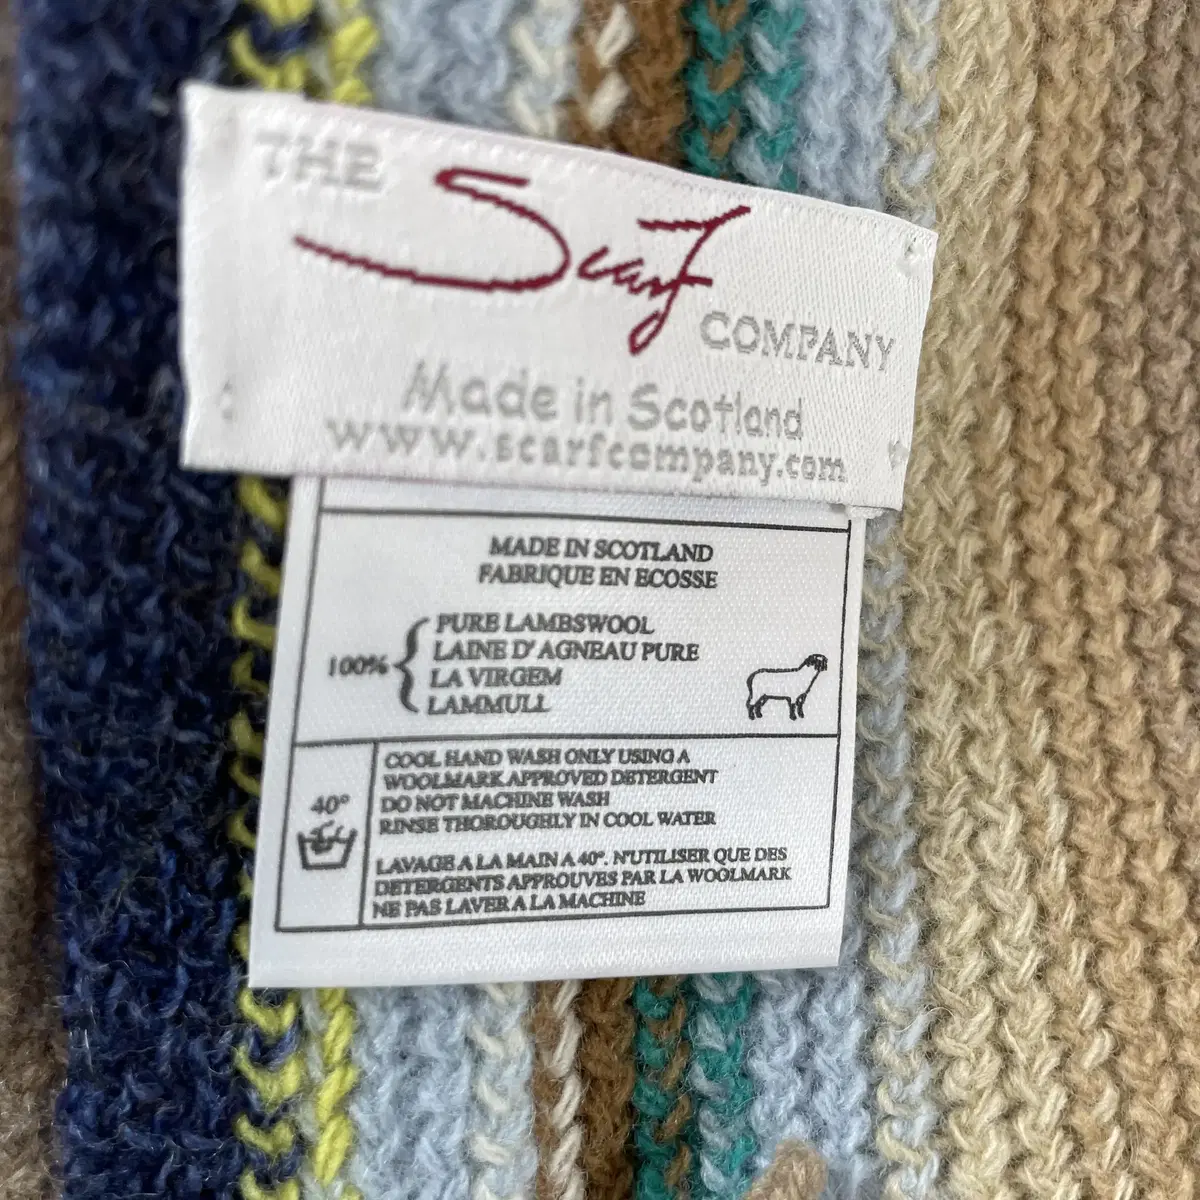 THE
Scarf
COMPANY
Made in Scotland
www.scarfcompany.com
MADE IN SCOTLAND
FABRIQUE EN ECOSSE
100%
PURE LAMBSWOOL
LAINE D'AGNEAU PURE
LA VIRGEM
LAMMULL
40°
COOL HAND WASH ONLY USING A
WOOLMARK APPROVED DETERGENT
DO NOT MACHINE WASH
RINSE THOROUGHLY IN COOL WATER
LAVAGE A LA MAIN A 40°. N'UTILISER QUE DES
DETERGENTS APPROUVES PAR LA WOOLMARK
NE PAS LAVER A LA MACHINE